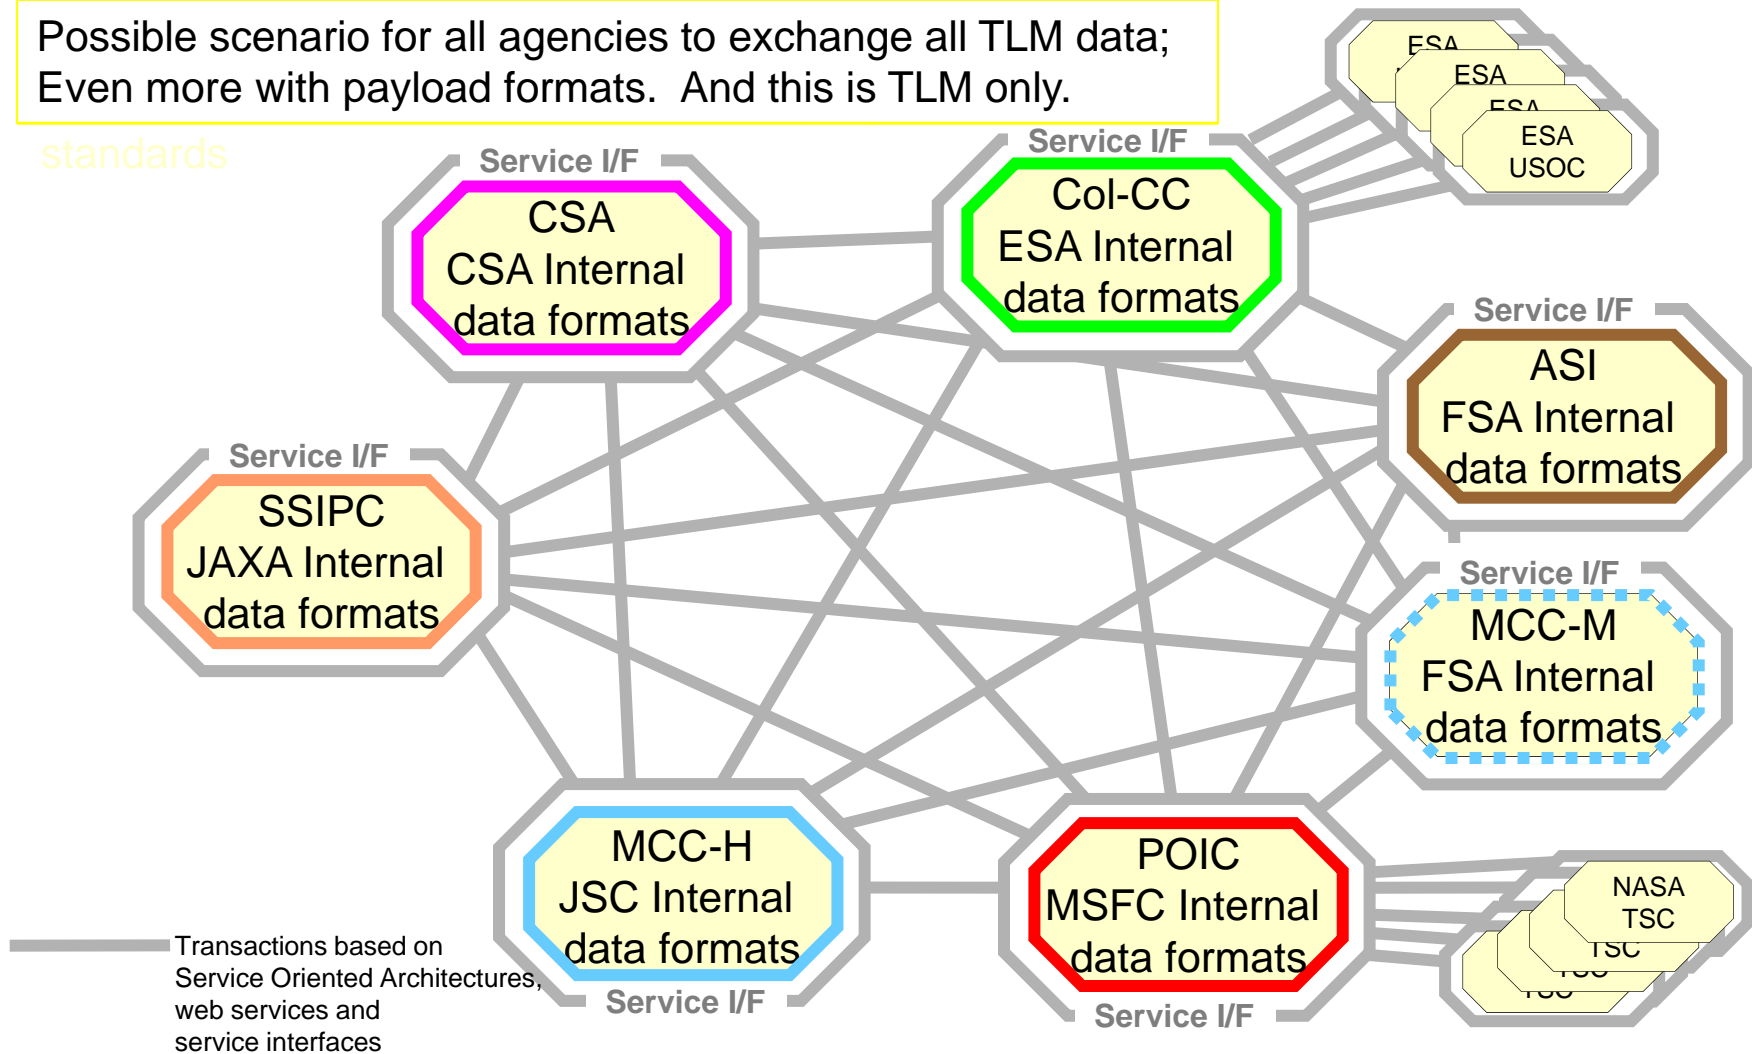 Possible scenario for all agencies to exchange all TLM data;
Even more with payload formats.  And this is TLM only.
standards
Service I/F
CSA
CSA Internal
data formats
Service I/F
Col-CC
ESA Internal
data formats
ESA
ESA
ESA
ESA
USOC
Service I/F
ASI
FSA Internal
data formats
Service I/F
SSIPC
JAXA Internal
data formats
Service I/F
MCC-M
FSA Internal
data formats
MCC-H
JSC Internal
data formats
Service I/F
POIC
MSFC Internal
data formats
Service I/F
NASA
TSC
TSC
TSC
TSC
Transactions based on
Service Oriented Architectures,
web services and
service interfaces